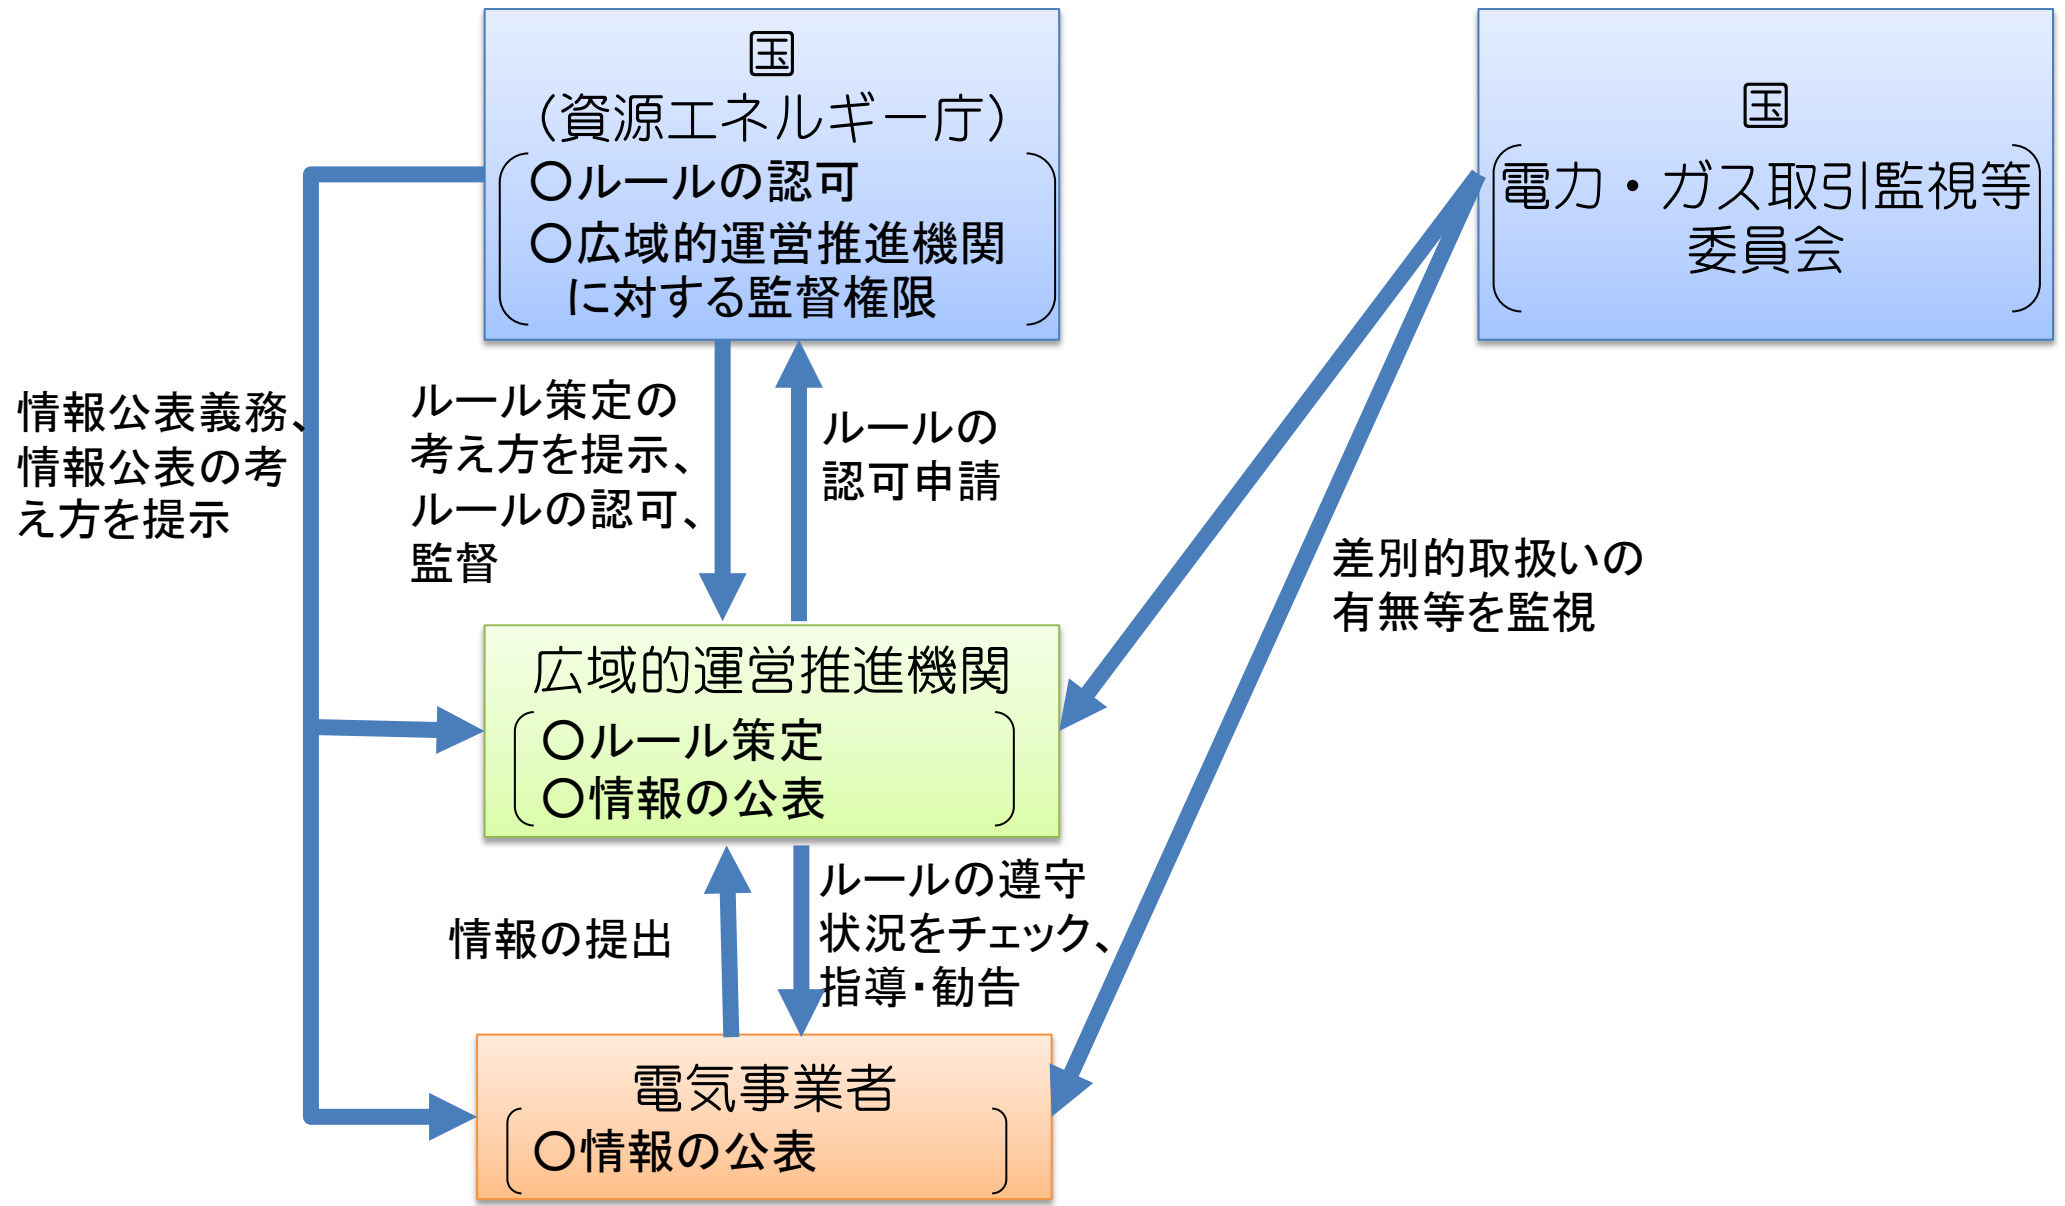 国
（資源エネルギー庁）
○ルールの認可
○広域的運営推進機関
に対する監督権限
国
電力・ガス取引監視等
委員会
情報公表義務、
情報公表の考
え方を提示
ルール策定の
考え方を提示、
ルールの認可、
監督
ルールの
認可申請
差別的取扱いの
有無等を監視
広域的運営推進機関
○ルール策定
○情報の公表
情報の提出
ルールの遵守
状況をチェック、
指導・勧告
電気事業者
○情報の公表